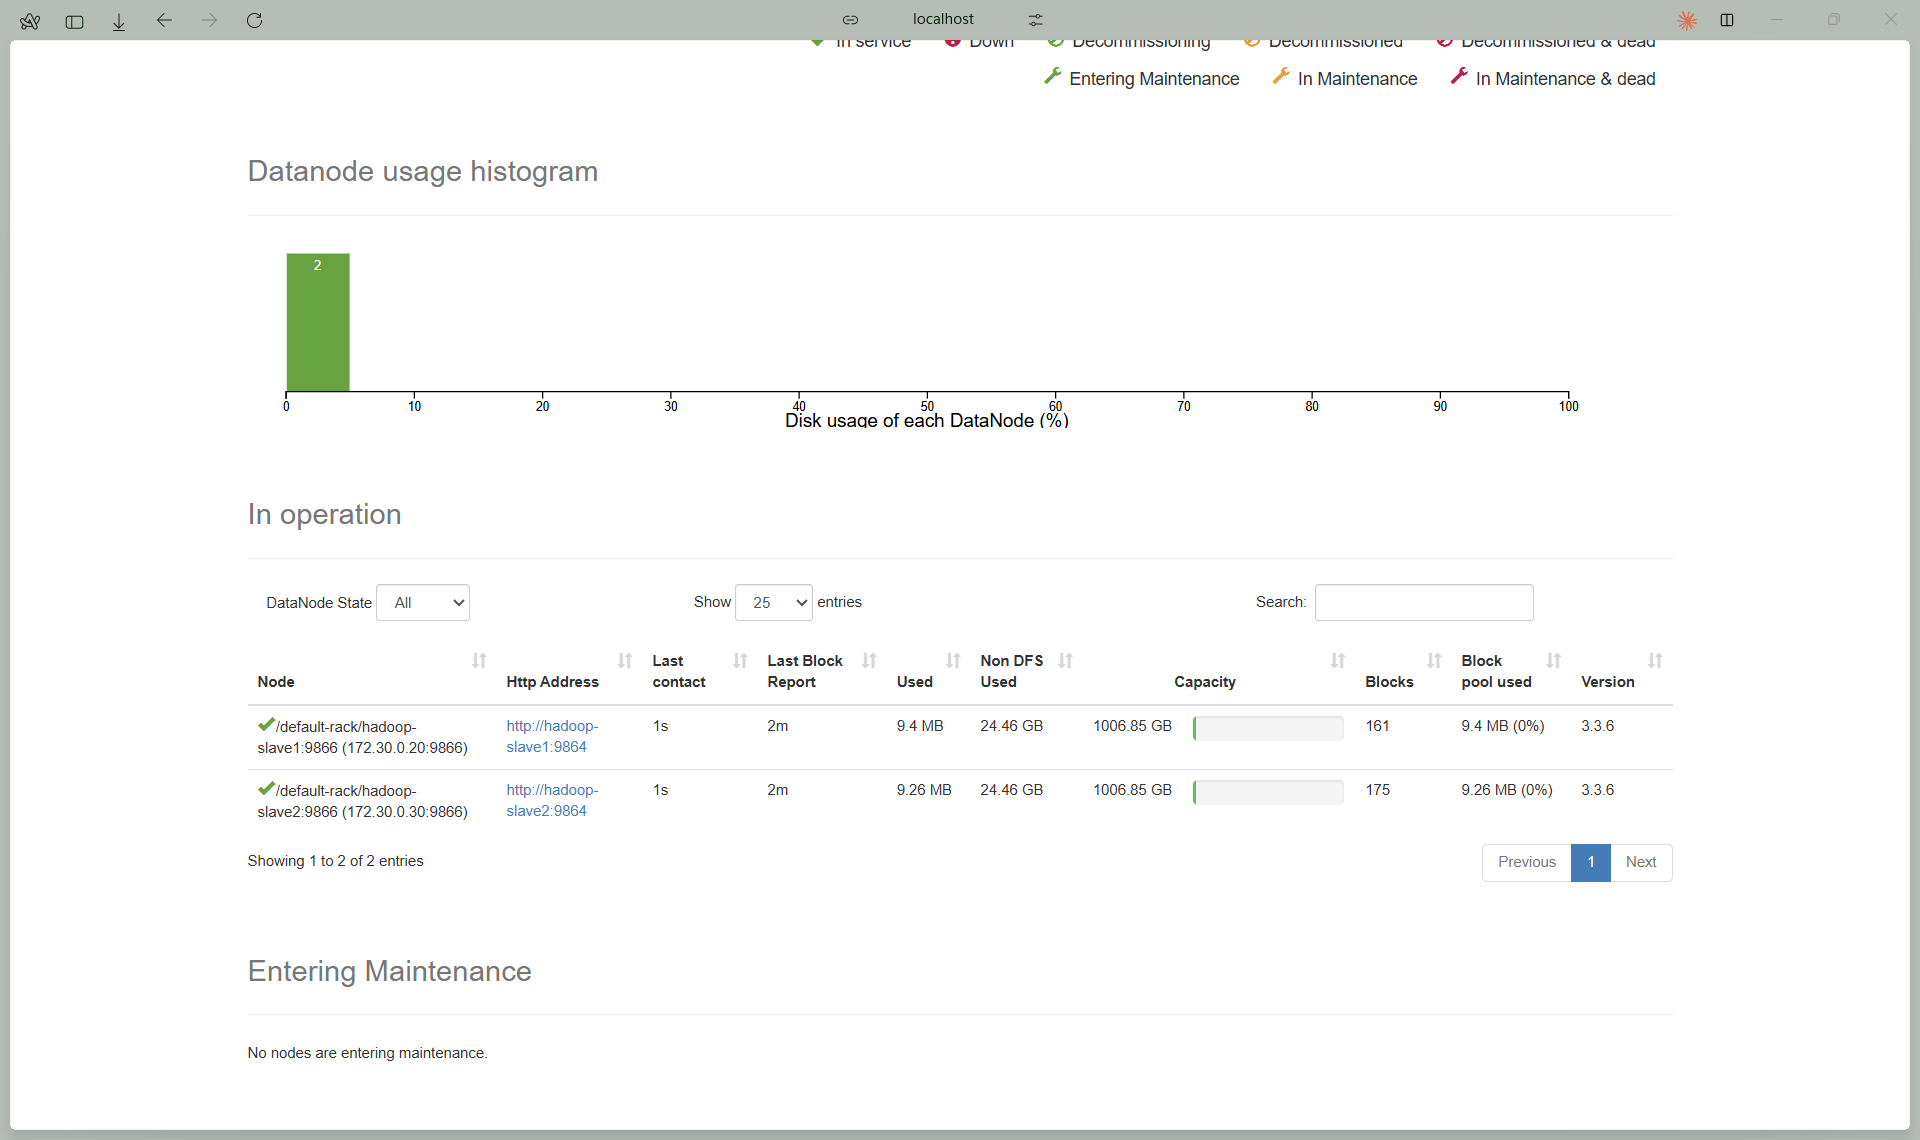 localhost
In service Down Decommissioning Decommissioned Decommissioned & dead
Entering Maintenance In Maintenance In Maintenance & dead
Datanode usage histogram
2
0 10 20 30 40 50 60 70 80 90 100
Disk usage of each DataNode (%)
In operation
DataNode State All Show 25 entries Search:
Node Http Address Last contact Last Block Report Used Non DFS Used Capacity Blocks Block pool used Version
/default-rack/hadoop- http://hadoop- 1s 2m 9.4 MB 24.46 GB 1006.85 GB 161 9.4 MB (0%) 3.3.6
slave1:9866 (172.30.0.20:9866) slave1:9864
/default-rack/hadoop- http://hadoop- 1s 2m 9.26 MB 24.46 GB 1006.85 GB 175 9.26 MB (0%) 3.3.6
slave2:9866 (172.30.0.30:9866) slave2:9864
Showing 1 to 2 of 2 entries Previous 1 Next
Entering Maintenance
No nodes are entering maintenance.